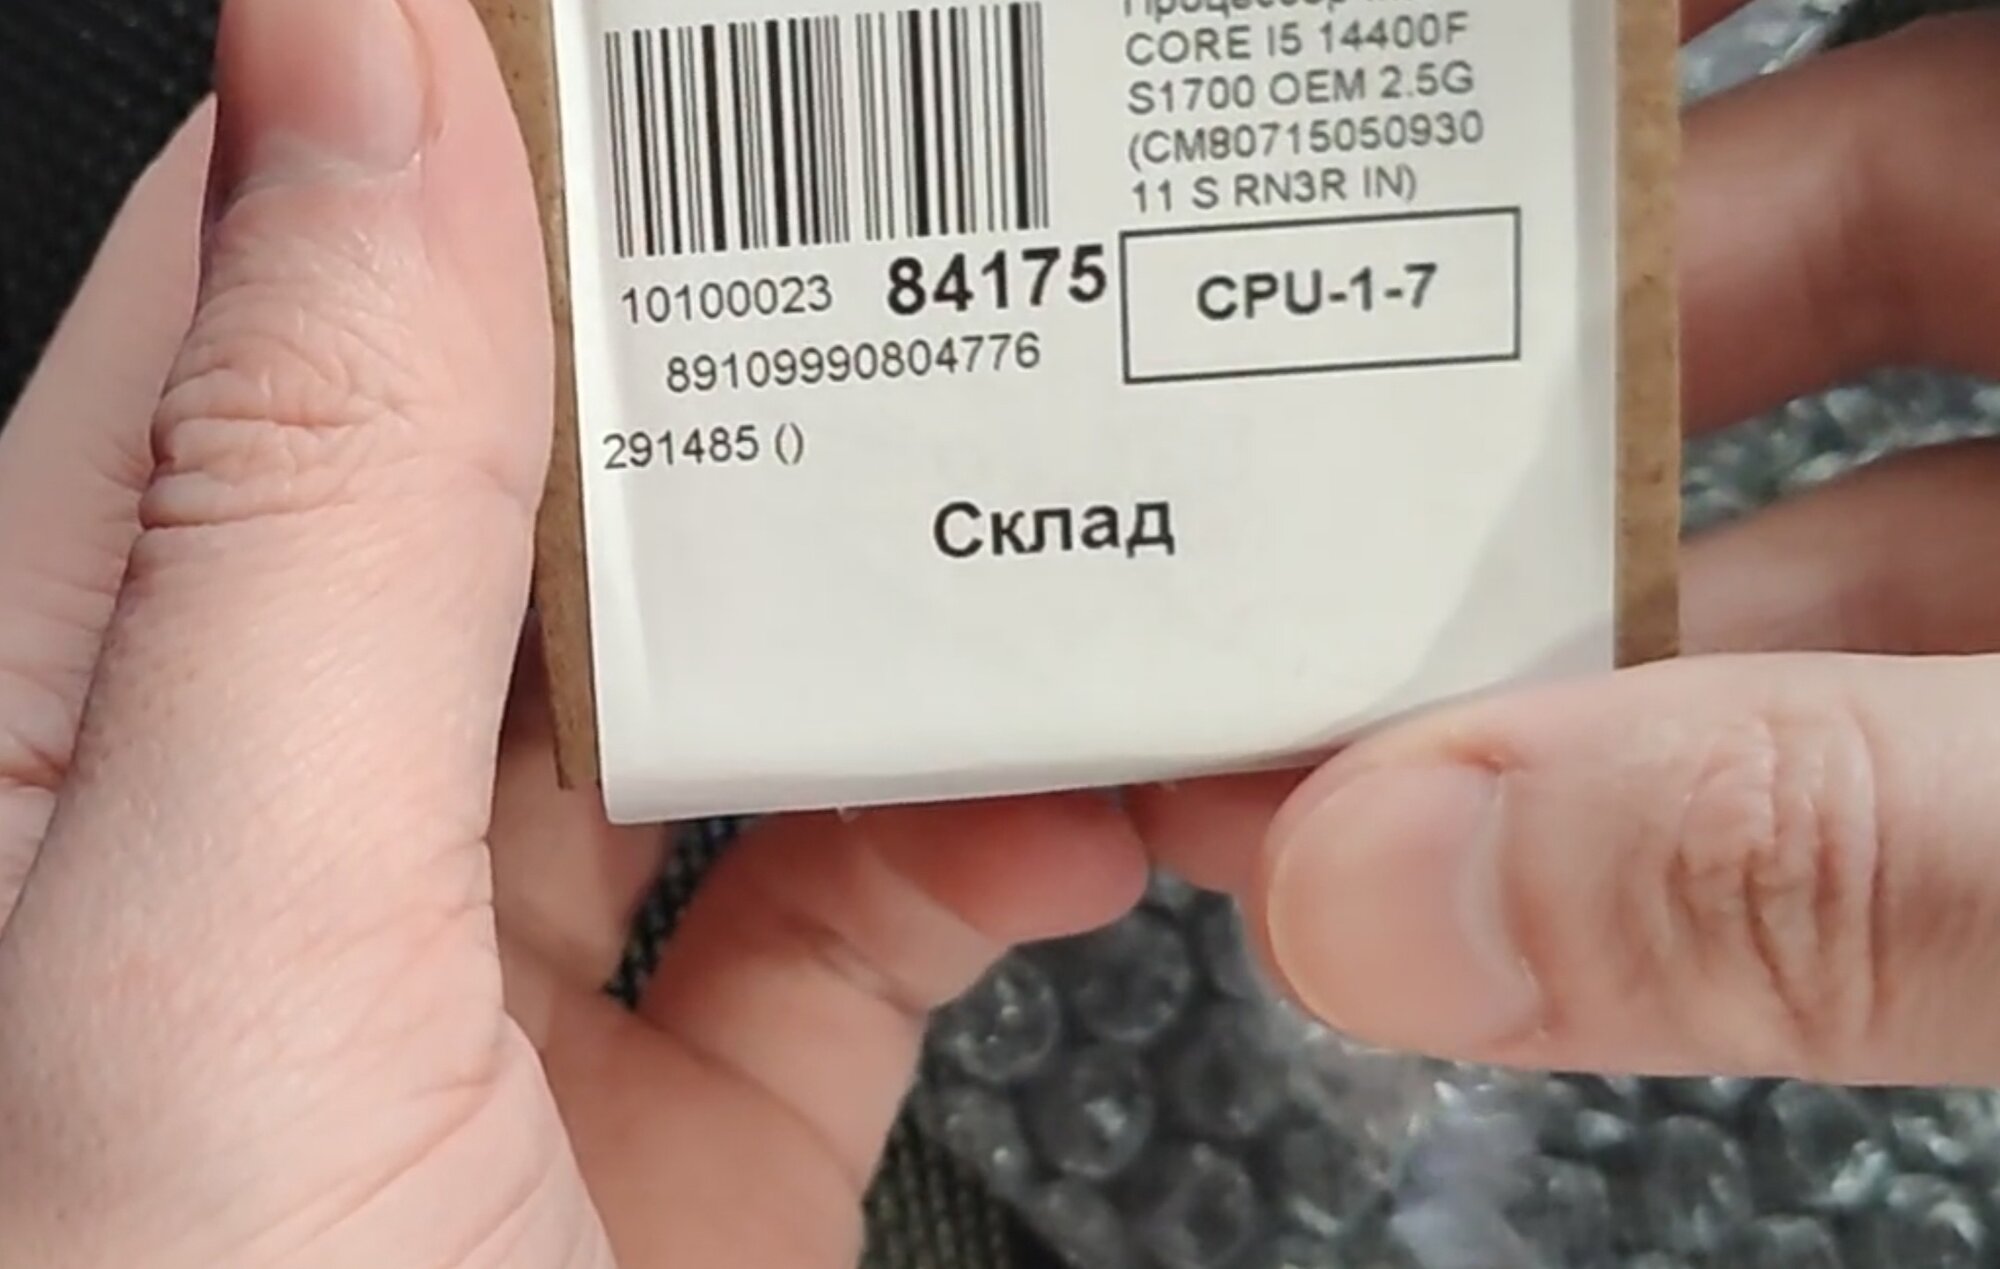 Процессор
CORE I5 14400F
S1700 OEM 2.5G
(CM80715050930
11 S RN3R IN)
10100023 84175
CPU-1-7
89109990804776
291485 ()
Склад